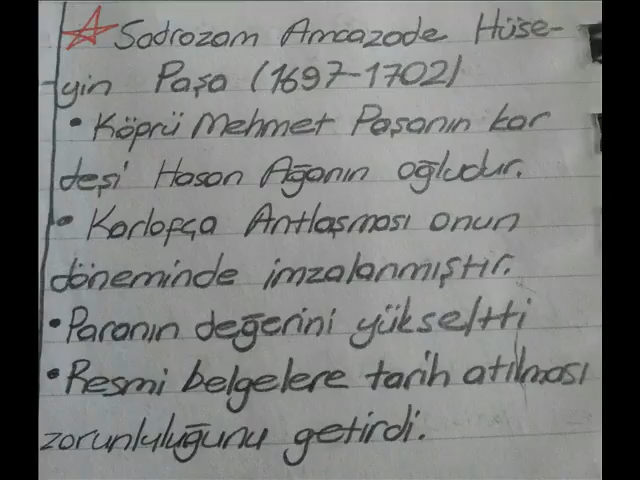 Sadrazam Amcazade Hüse-
yin Paşa (1697-1702)
• Köprü Mehmet Paşanın kar
deşi Hasan Ağanın oğludur.
• Karlofça Antlaşması onun
döneminde imzalanmıştır.
• Paranın değerini yükseltti
• Resmi belgelere tarih atılması
zorunluluğunu getirdi.